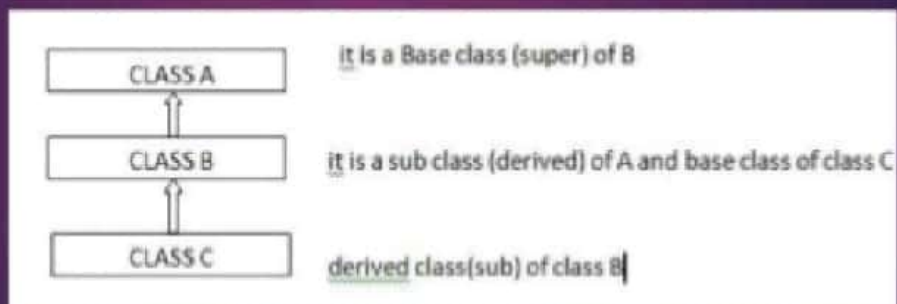 CLASS A
it is a Base class (super) of B
CLASS B
it is a sub class (derived) of A and base class of class C
CLASS C
derived class(sub) of class B